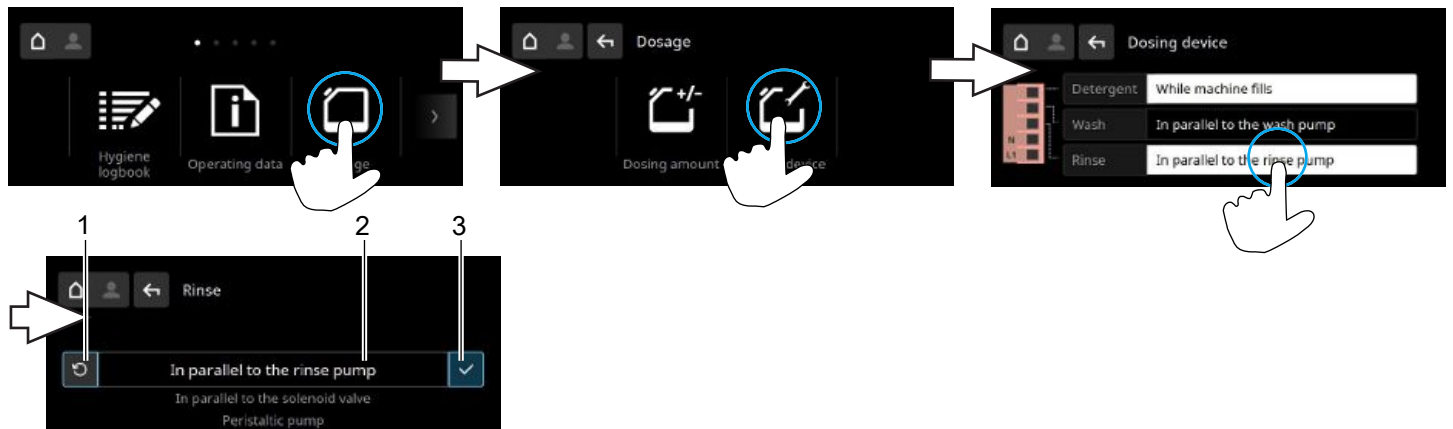 Dosage
Dosing device
Hygiene
logbook
Operating data
Dosing amount
+/-
Detergent
While machine fills
Wash
In parallel to the wash pump
N
L1
Rinse
In parallel to the rinse pump
1
2
3
Rinse
In parallel to the rinse pump
In parallel to the solenoid valve
Peristaltic pump